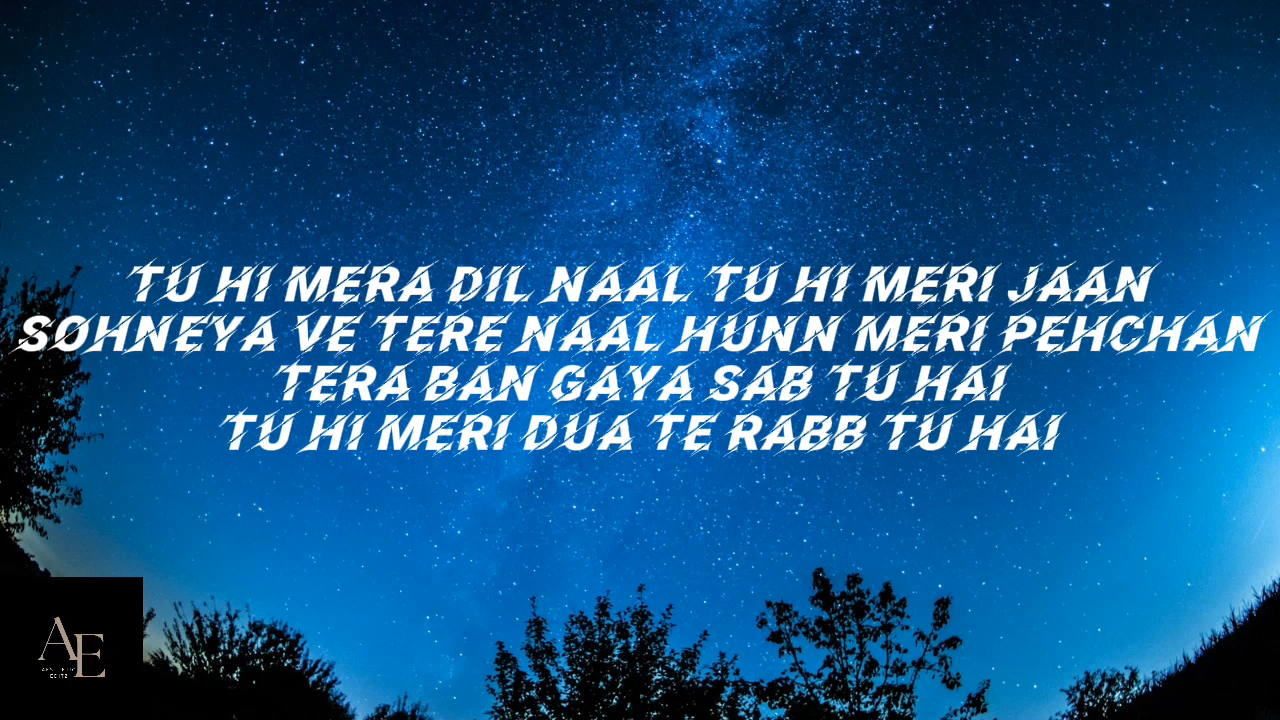 TU HI MERA DIL NAAL TU HI MERI JAAN
SOHNEYA VE TERE NAAL HUNN MERI PEHCHAN
TERA BAN GAYA SAB TU HAI
TU HI MERI DUA TE RABB TU HAI
AE